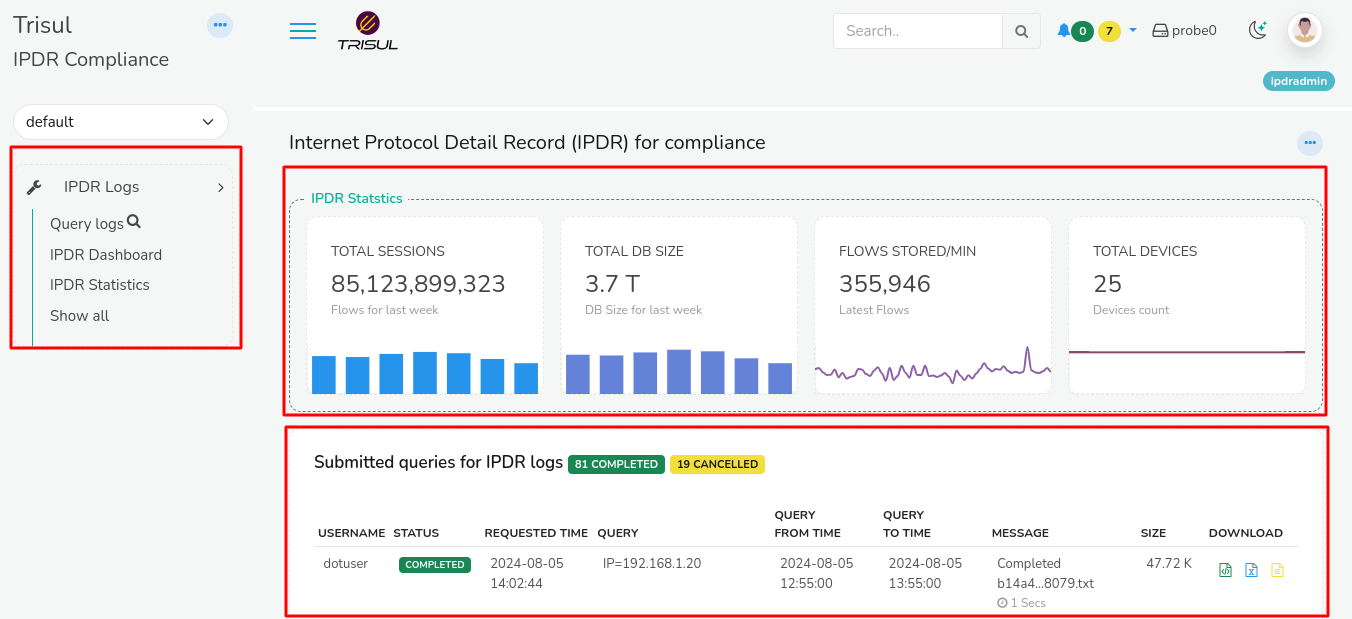 Trisul
IPDR Compliance
default
IPDR Logs
Query logs
IPDR Dashboard
IPDR Statistics
Show all
TRISUL
Search..
0
7
probe0
ipdradmin
Internet Protocol Detail Record (IPDR) for compliance
IPDR Statstics
TOTAL SESSIONS
85,123,899,323
Flows for last week
TOTAL DB SIZE
3.7 T
DB Size for last week
FLOWS STORED/MIN
355,946
Latest Flows
TOTAL DEVICES
25
Devices count
Submitted queries for IPDR logs 81 COMPLETED 19 CANCELLED
USERNAME STATUS REQUESTED TIME QUERY QUERY FROM TIME QUERY TO TIME MESSAGE SIZE DOWNLOAD
dotuser COMPLETED 2024-08-05 IP=192.168.1.20 2024-08-05 2024-08-05 Completed 47.72 K
14:02:44 12:55:00 13:55:00 b14a4...8079.txt
1 Secs